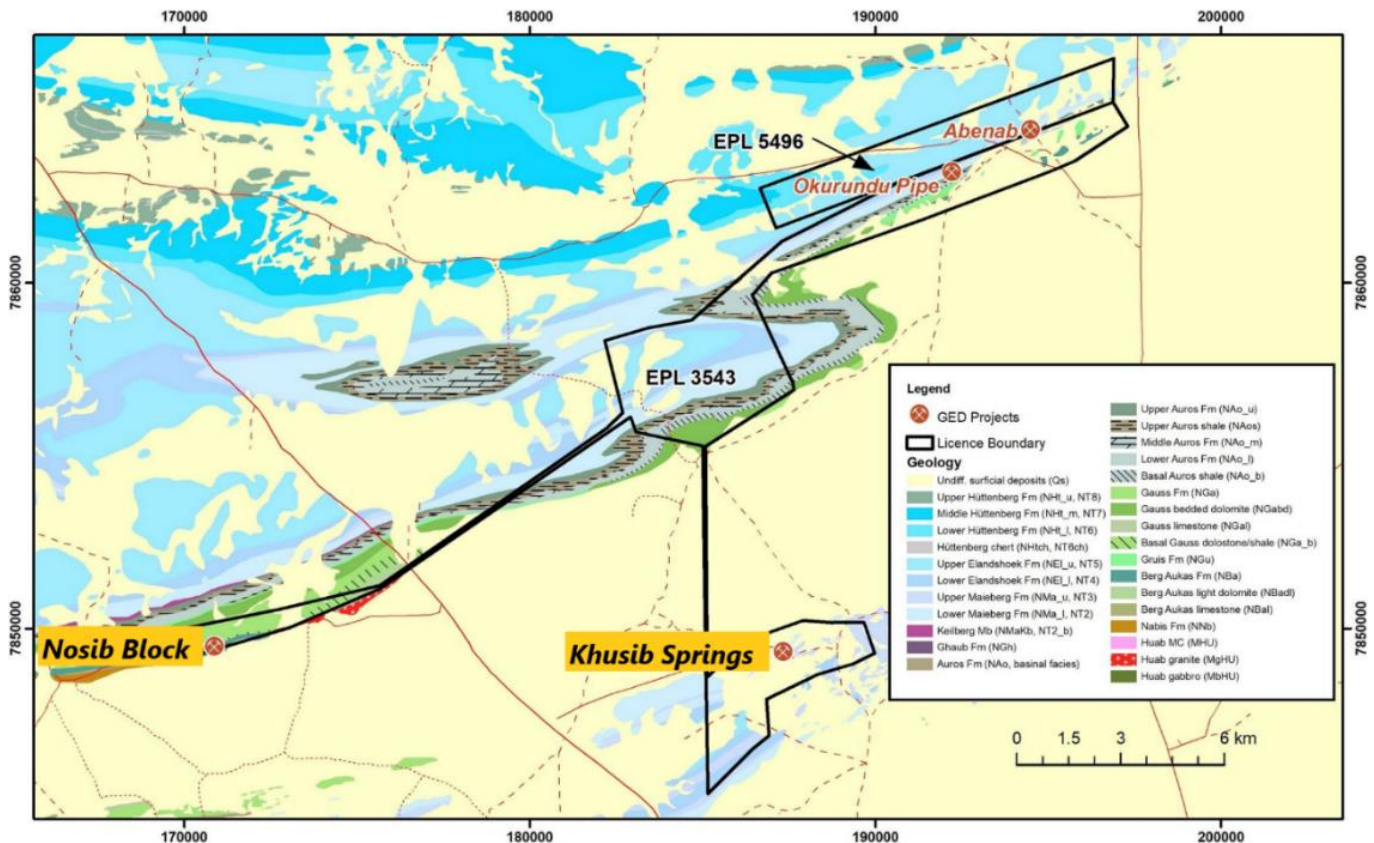 170000 180000 190000 200000
EPL 5496
Abenab
Okurundu Pipe
7860000
7860000
EPL 3543
7850000
7850000
Nosib Block
Khusib Springs
Legend
GED Projects
Licence Boundary
Geology
Undiff. surficial deposits (Qs)
Upper Hüttenberg Fm (NHt_u, NT8)
Middle Hüttenberg Fm (NHt_m, NT7)
Lower Hüttenberg Fm (NHt_l, NT6)
Hüttenberg chert (NHtch, NT6ch)
Upper Elandshoek Fm (NEl_u, NT5)
Lower Elandshoek Fm (NEl_l, NT4)
Upper Maieberg Fm (NMa_u, NT3)
Lower Maieberg Fm (NMa_l, NT2)
Keilberg Mb (NMaKb, NT2_b)
Ghaub Fm (NGh)
Auros Fm (NAo, basinal facies)
Upper Auros Fm (NAo_u)
Upper Auros shale (NAos)
Middle Auros Fm (NAo_m)
Lower Auros Fm (NAo_l)
Basal Auros shale (NAo_b)
Gauss Fm (NGa)
Gauss bedded dolomite (NGabd)
Gauss limestone (NGal)
Basal Gauss dolostone/shale (NGa_b)
Gruis Fm (NGu)
Berg Aukas Fm (NBa)
Berg Aukas light dolomite (NBadl)
Berg Aukas limestone (NBal)
Nabis Fm (NNb)
Huab MC (MHU)
Huab granite (MgHU)
Huab gabbro (MbHU)
0 1.5 3 6 km
170000 180000 190000 200000